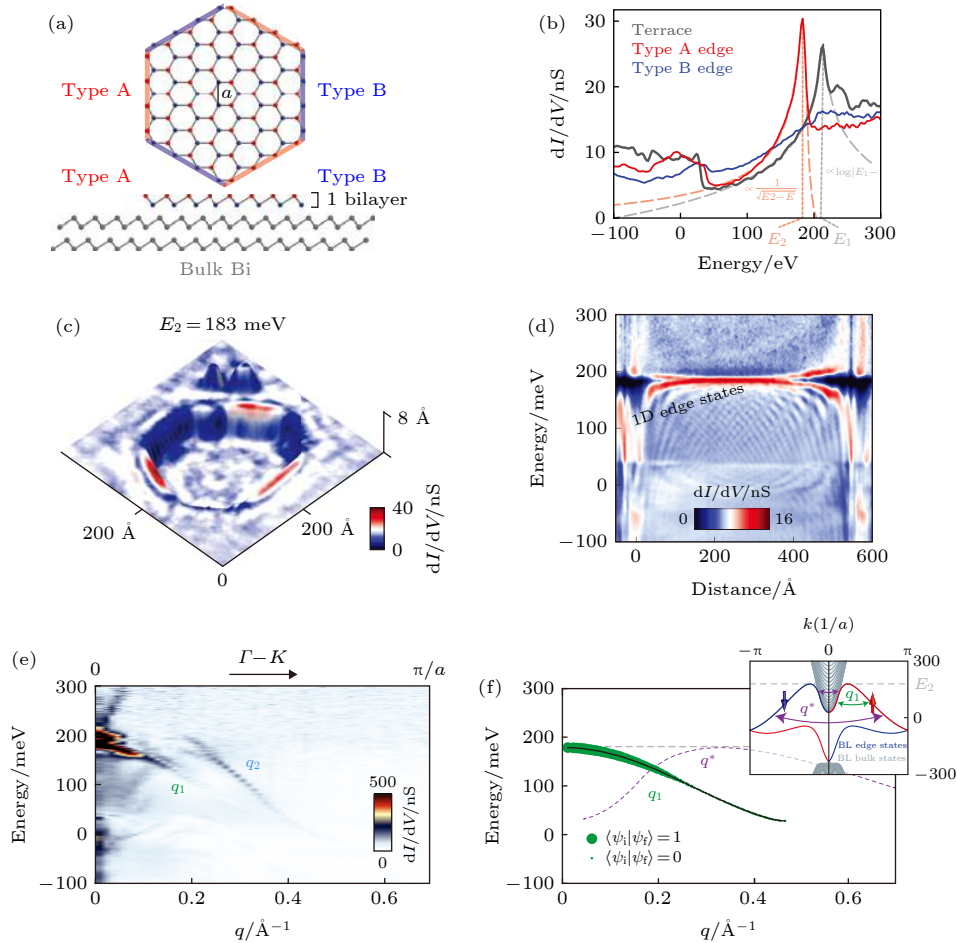 (a)
Type A
Type B
a
Type A
Type B
1 bilayer
Bulk Bi
(b)
Terrace
Type A edge
Type B edge
dI/dV/nS
30
20
10
0
∝ 1/√E2−E
∝log|E₁−
E₂
E₁
−100
0
100
200
300
Energy/eV
(c)
E₂=183 meV
8 Å
200 Å
200 Å
0
40
0
dI/dV/nS
(d)
Energy/meV
300
200
100
0
−100
1D edge states
dI/dV/nS
0
16
0
200
400
600
Distance/Å
(e)
Γ−K
0
π/a
Energy/meV
300
200
100
0
−100
q₁
q₂
500
0
dI/dV/nS
0
0.2
0.4
0.6
q/Å⁻¹
(f)
Energy/meV
300
200
100
0
−100
q*
q₁
⟨ψᵢ|ψf⟩=1
⟨ψᵢ|ψf⟩=0
0
0.2
0.4
0.6
q/Å⁻¹
k(1/a)
−π
0
π
300
E₂
0
−300
q*
q₁
BL edge states
BL bulk states